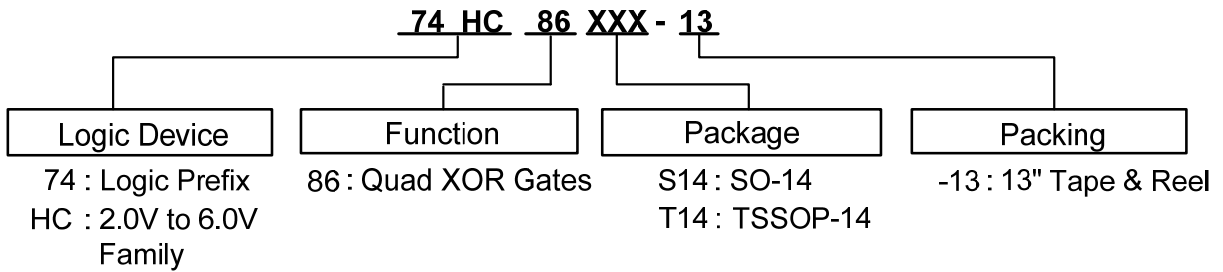 74 HC 86 XXX - 13
Logic Device
74 : Logic Prefix
HC : 2.0V to 6.0V
Family
Function
86 : Quad XOR Gates
Package
S14 : SO-14
T14 : TSSOP-14
Packing
-13 : 13" Tape & Reel